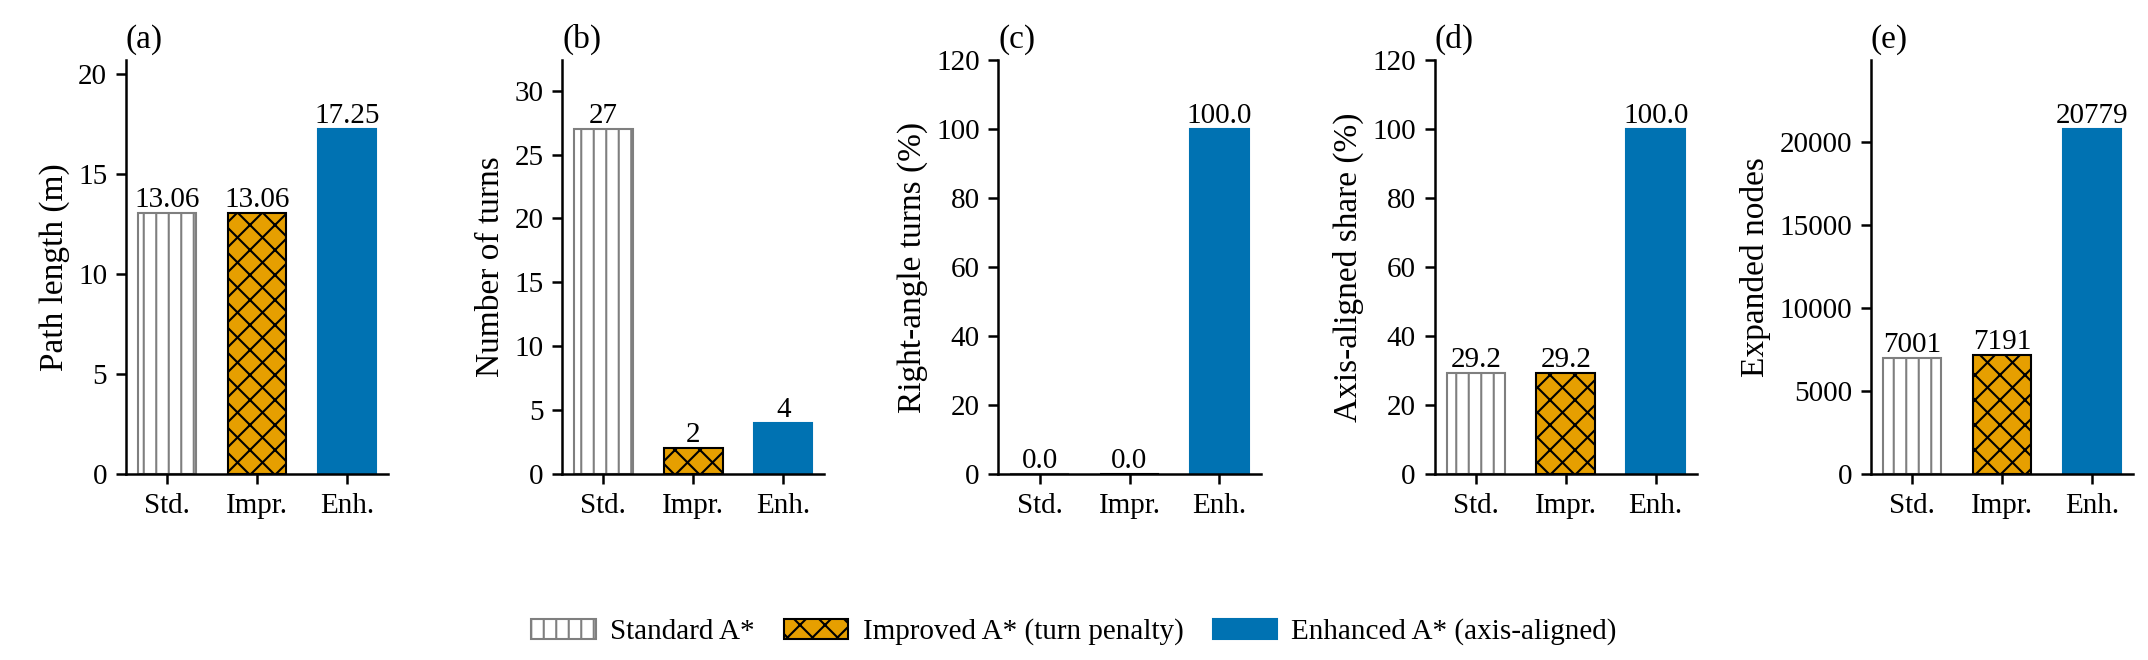 (a)
Path length (m)
20
15
10
5
0
13.06
13.06
17.25
Std.
Impr.
Enh.
(b)
Number of turns
30
25
20
15
10
5
0
27
2
4
Std.
Impr.
Enh.
(c)
Right-angle turns (%)
120
100
80
60
40
20
0
0.0
0.0
100.0
Std.
Impr.
Enh.
(d)
Axis-aligned share (%)
120
100
80
60
40
20
0
29.2
29.2
100.0
Std.
Impr.
Enh.
(e)
Expanded nodes
20000
15000
10000
5000
0
7001
7191
20779
Std.
Impr.
Enh.
Standard A*
Improved A* (turn penalty)
Enhanced A* (axis-aligned)